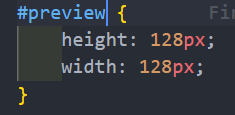 #preview {
    height: 128px;
    width: 128px;
}